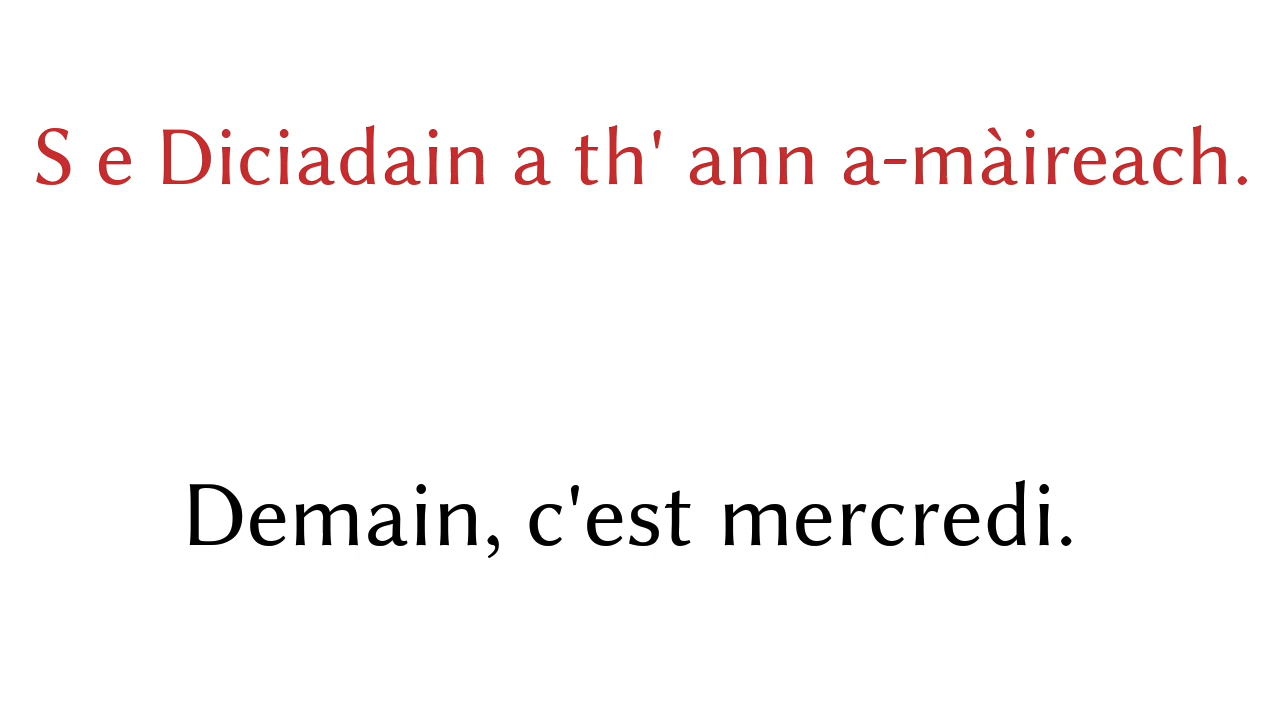 S e Diciadain a th' ann a-màireach.
Demain, c'est mercredi.